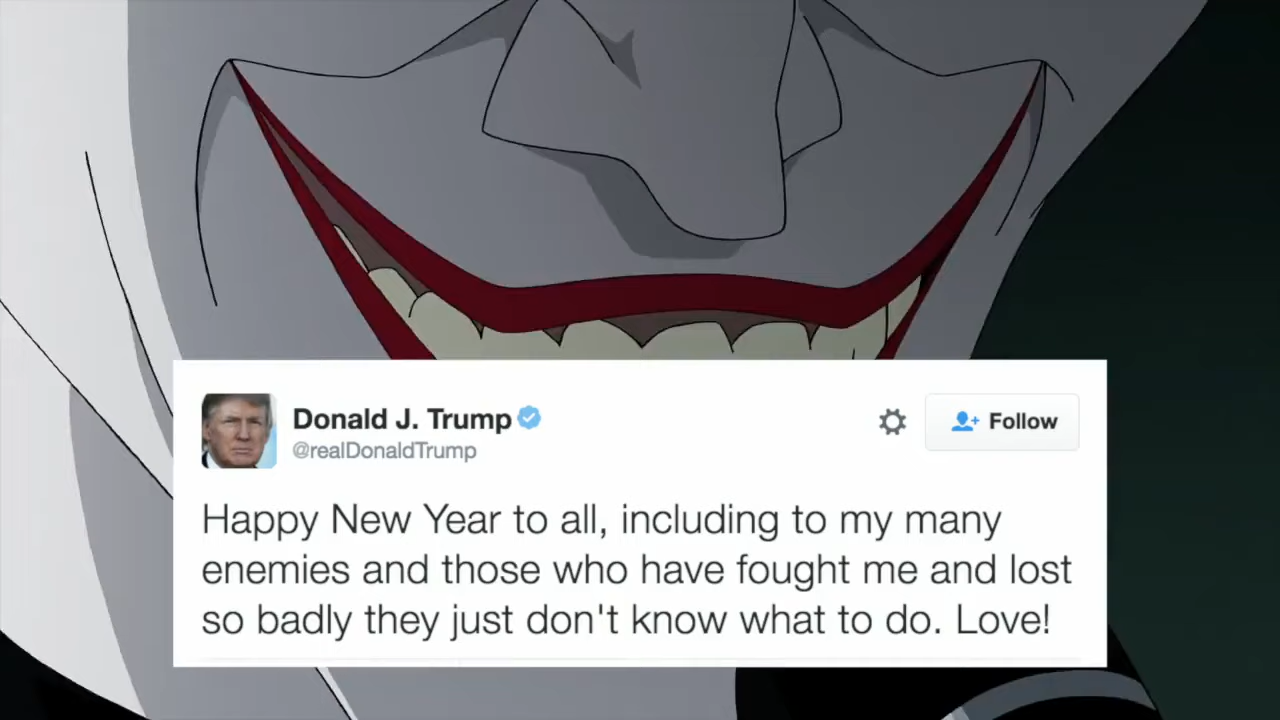 Donald J. Trump
@realDonaldTrump
Follow
Happy New Year to all, including to my many
enemies and those who have fought me and lost
so badly they just don't know what to do. Love!